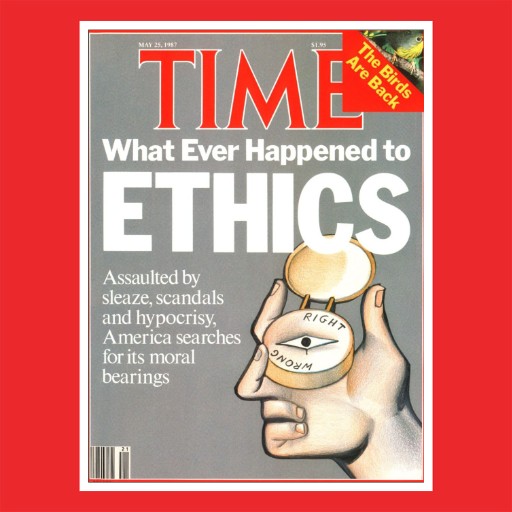 MAY 25, 1987
$1.95
TIME
The Birds
Are Back
What Ever Happened to
ETHICS
Assaulted by
sleaze, scandals
and hypocrisy,
America searches
for its moral
bearings
RIGHT
WRONG
21